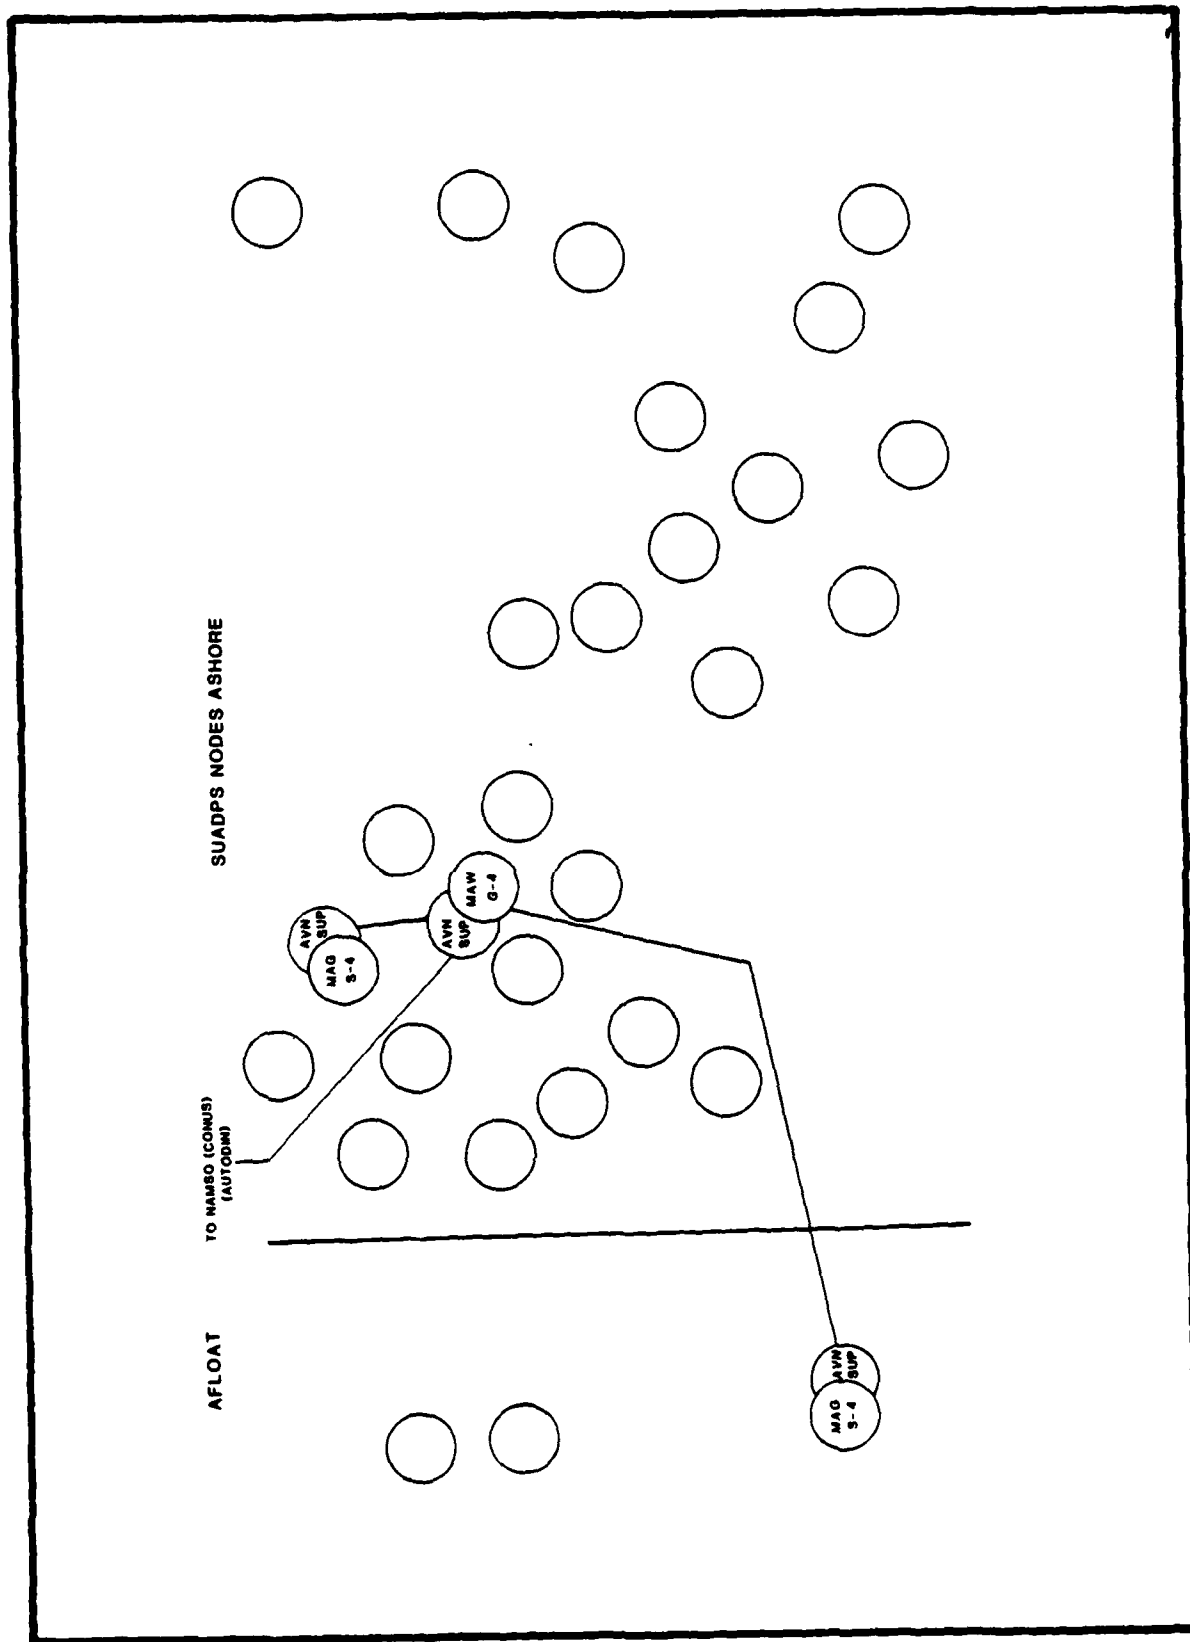 SUADPS NODES ASHORE
AFLOAT
TO NAMSO (CONUS)
(AUTODIN)
AVN
SUP
MAG
S-4
AVN
SUP
MAW
G-4
AVN
SUP
MAG
S-4